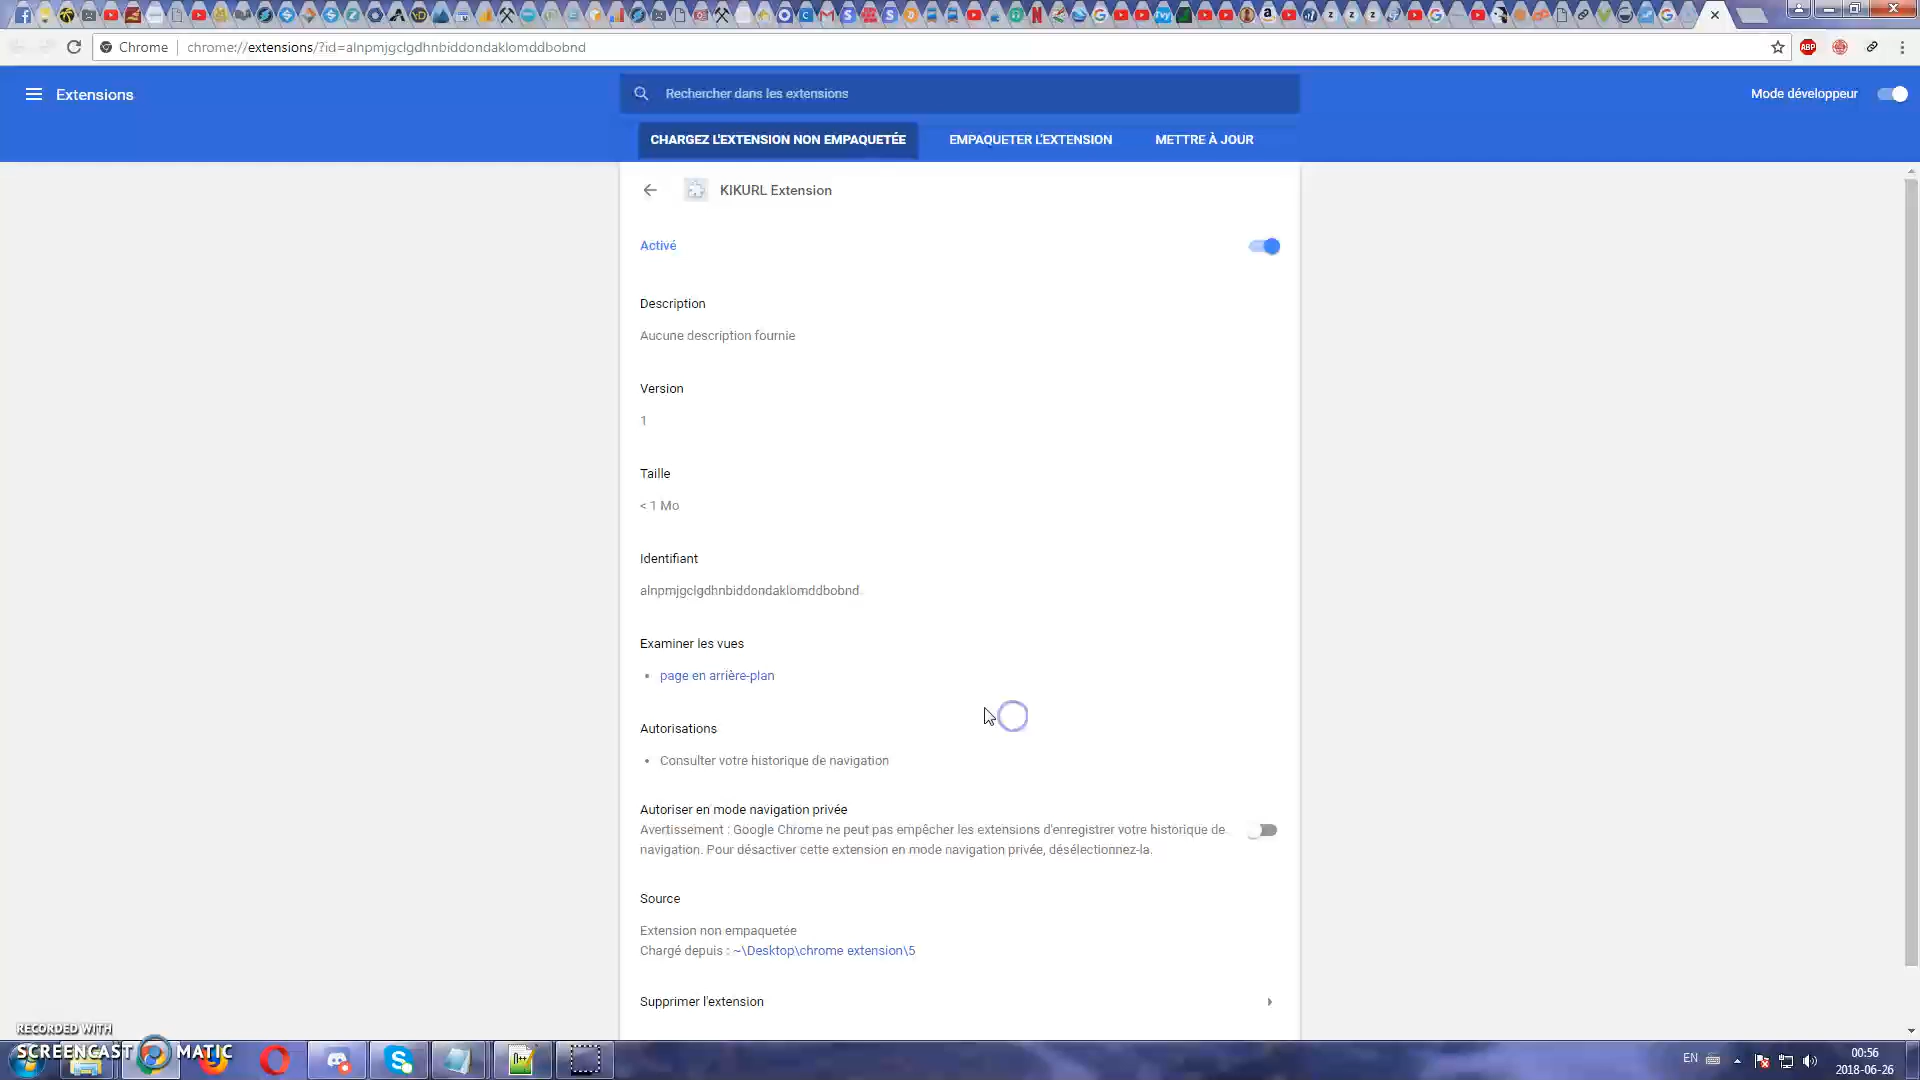 Chrome chrome://extensions/?id=alnpmjgclgdhnbiddondaklomddbobnd
ABP
Extensions
Rechercher dans les extensions
Mode développeur
CHARGEZ L'EXTENSION NON EMPAQUETÉE EMPAQUETER L'EXTENSION METTRE À JOUR
KIKURL Extension
Activé
Description
Aucune description fournie
Version
1
Taille
< 1 Mo
Identifiant
alnpmjgclgdhnbiddondaklomddbobnd
Examiner les vues
• page en arrière-plan
Autorisations
• Consulter votre historique de navigation
Autoriser en mode navigation privée
Avertissement : Google Chrome ne peut pas empêcher les extensions d'enregistrer votre historique de
navigation. Pour désactiver cette extension en mode navigation privée, désélectionnez-la.
Source
Extension non empaquetée
Chargé depuis : ~\Desktop\chrome extension\5
Supprimer l'extension
RECORDED WITH
SCREENCAST MATIC
EN
00:56
2018-06-26